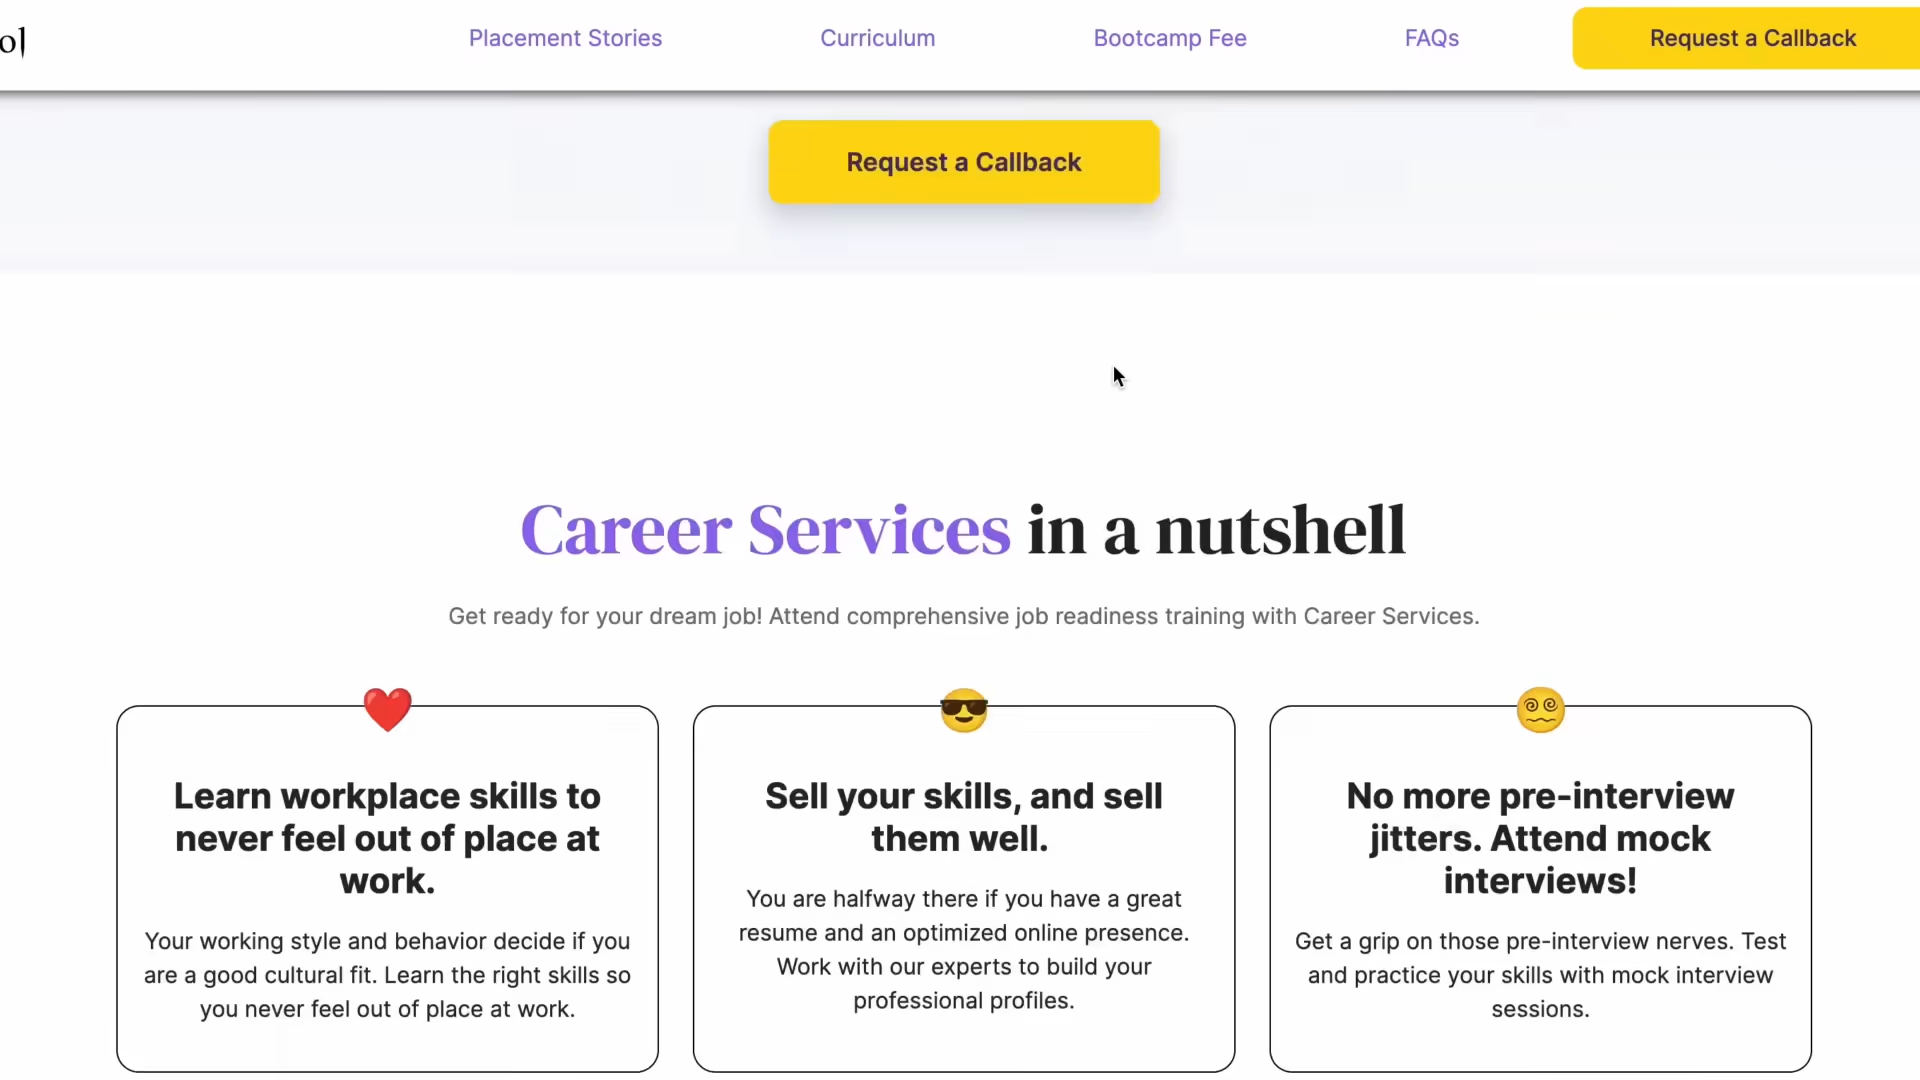 Placement Stories
Curriculum
Bootcamp Fee
FAQs
Request a Callback
Request a Callback
Career Services in a nutshell
Get ready for your dream job! Attend comprehensive job readiness training with Career Services.
Learn workplace skills to
never feel out of place at
work.
Your working style and behavior decide if you
are a good cultural fit. Learn the right skills so
you never feel out of place at work.
Sell your skills, and sell
them well.
You are halfway there if you have a great
resume and an optimized online presence.
Work with our experts to build your
professional profiles.
No more pre-interview
jitters. Attend mock
interviews!
Get a grip on those pre-interview nerves. Test
and practice your skills with mock interview
sessions.